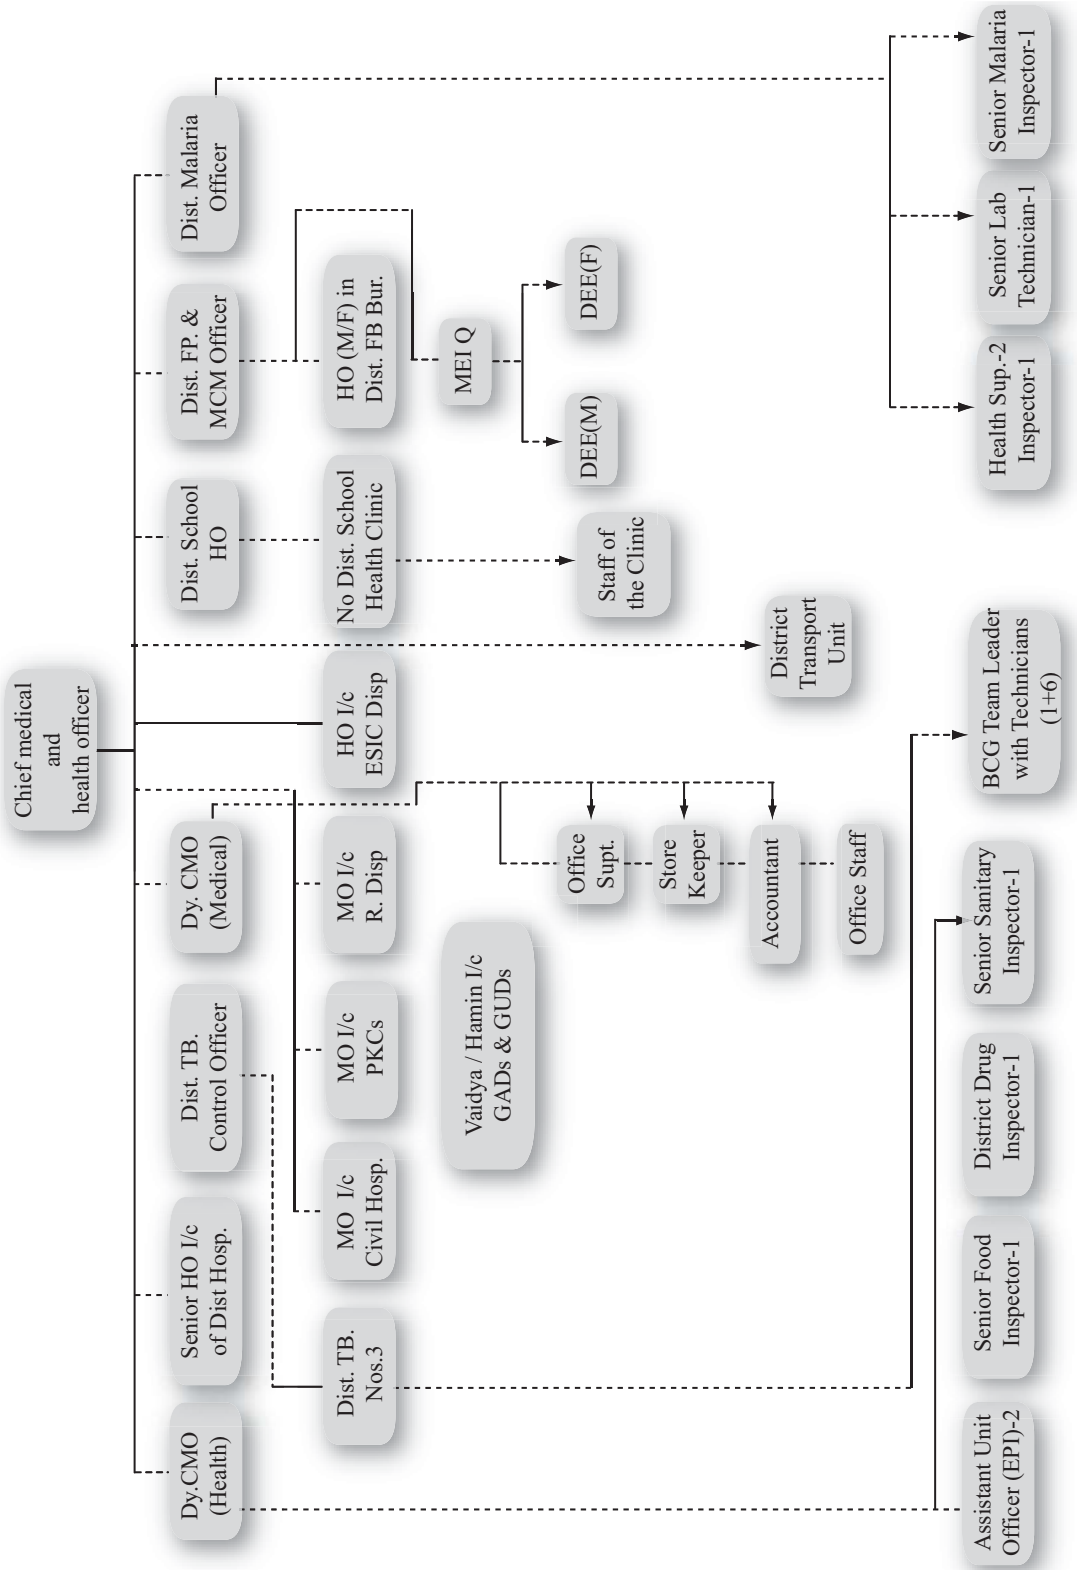 Chief medical
and
health officer
Dy.CMO
(Health)
Senior HO I/c
of Dist Hosp.
Dist. TB.
Control Officer
Dy. CMO
(Medical)
Dist. School
HO
Dist. FP. &
MCM Officer
Dist. Malaria
Officer
Dist. TB.
Nos.3
MO I/c
Civil Hosp.
MO I/c
PKCs
MO I/c
R. Disp
HO I/c
ESIC Disp
No Dist. School
Health Clinic
HO (M/F) in
Dist. FB Bur.
Vaidya / Hamin I/c
GADs & GUDs
MEI Q
Office
Supt.
Staff of
the Clinic
DEE(M)
DEE(F)
Store
Keeper
Accountant
District
Transport
Unit
Office Staff
Assistant Unit
Officer (EPI)-2
Senior Food
Inspector-1
District Drug
Inspector-1
Senior Sanitary
Inspector-1
BCG Team Leader
with Technicians
(1+6)
Health Sup.-2
Inspector-1
Senior Lab
Technician-1
Senior Malaria
Inspector-1